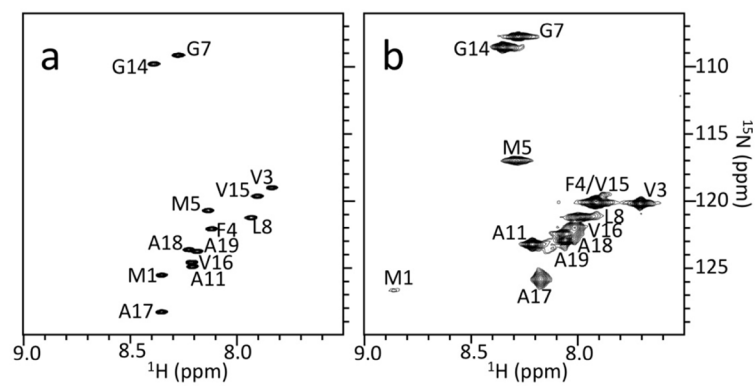 a
G7
G14
V3
V15
M5
L8
F4
A18
A19
V16
M1
A11
A17
9.0
8.5
8.0
¹H (ppm)
b
G7
G14
M5
F4/V15
V3
L8
V16
A11
A18
A19
M1
A17
9.0
8.5
8.0
¹H (ppm)
110
115
120
125
¹⁵N (ppm)